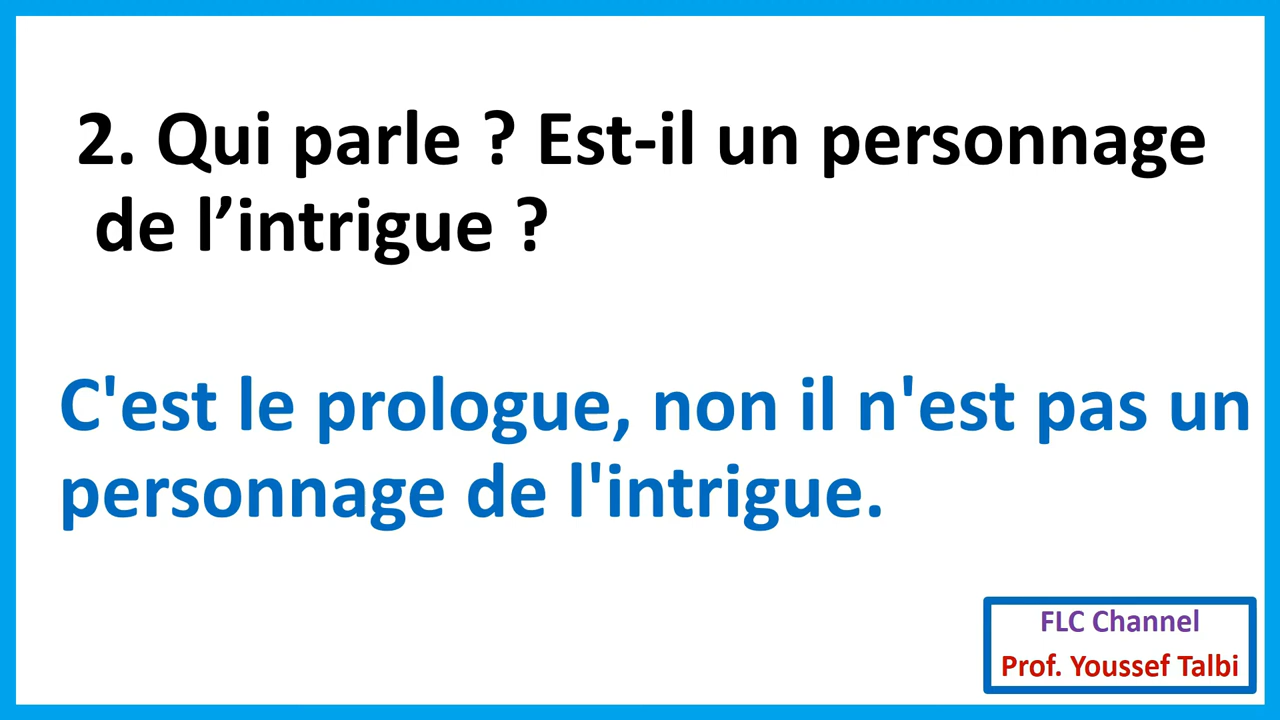 2. Qui parle ? Est-il un personnage
de l’intrigue ?
C'est le prologue, non il n'est pas un
personnage de l'intrigue.
FLC Channel
Prof. Youssef Talbi